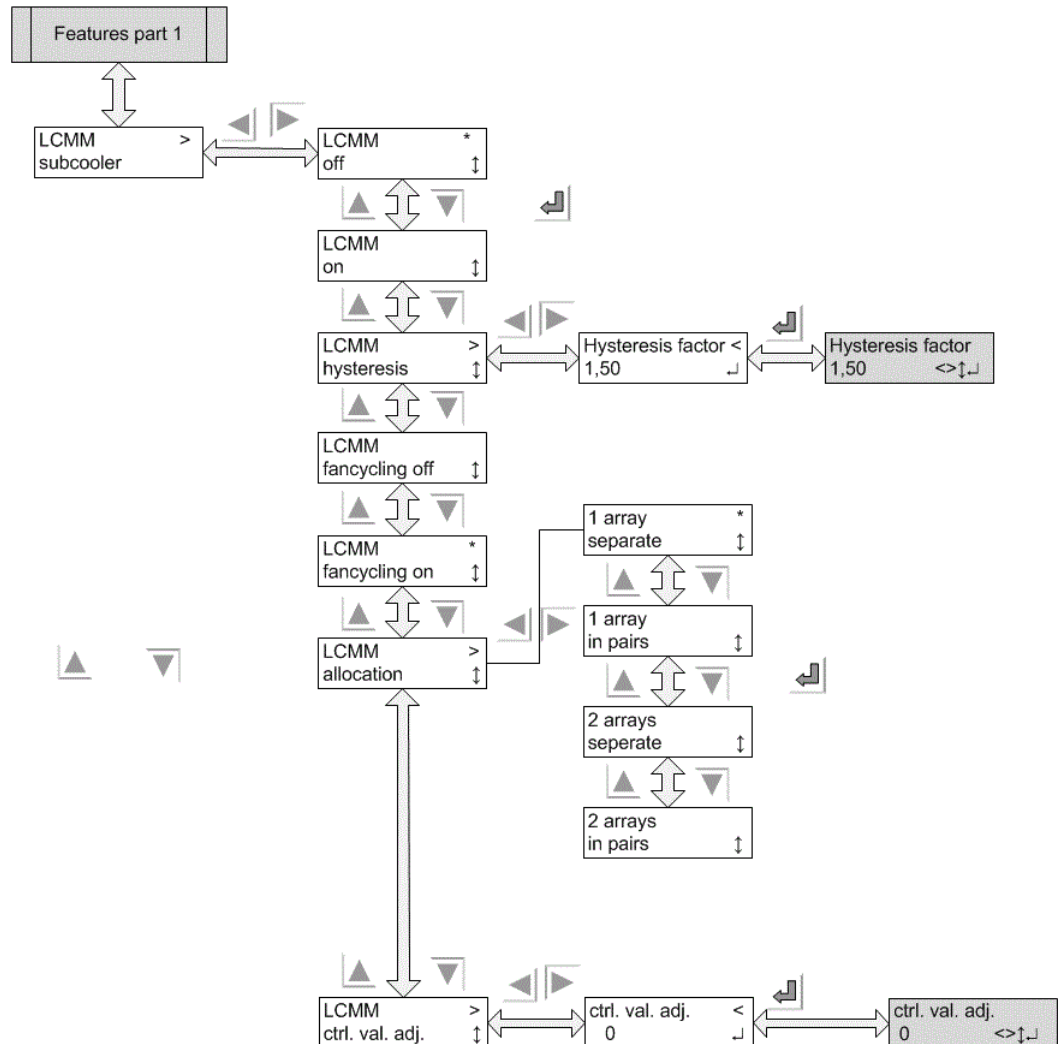 Features part 1
LCMM >
subcooler
LCMM *
off ↕
LCMM
on ↕
LCMM >
hysteresis ↕
Hysteresis factor <
1,50 ↵
Hysteresis factor
1,50 <>↕↵
LCMM
fancycling off ↕
LCMM *
fancycling on ↕
LCMM >
allocation ↕
1 array *
separate ↕
1 array
in pairs ↕
2 arrays
seperate ↕
2 arrays
in pairs ↕
LCMM >
ctrl. val. adj. ↕
ctrl. val. adj. <
0 ↵
ctrl. val. adj.
0 <>↕↵